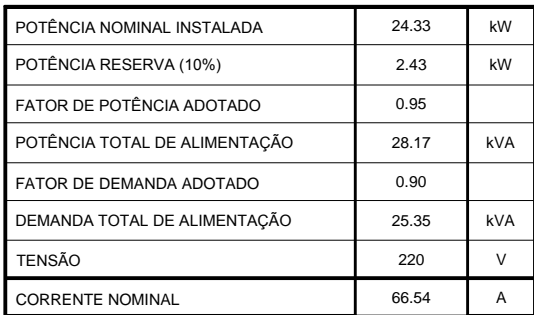 POTÊNCIA NOMINAL INSTALADA 24.33 kW
POTÊNCIA RESERVA (10%) 2.43 kW
FATOR DE POTÊNCIA ADOTADO 0.95
POTÊNCIA TOTAL DE ALIMENTAÇÃO 28.17 kVA
FATOR DE DEMANDA ADOTADO 0.90
DEMANDA TOTAL DE ALIMENTAÇÃO 25.35 kVA
TENSÃO 220 V
CORRENTE NOMINAL 66.54 A